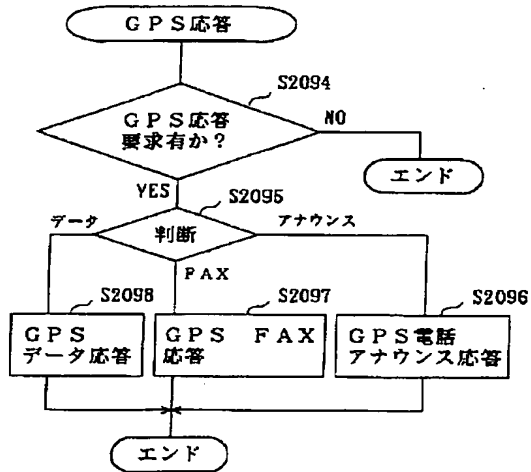 GPS応答
S2094
GPS応答
要求有か?
NO
エンド
YES
S2095
データ
判断
アナウンス
FAX
S2098
S2097
S2096
GPS
データ応答
GPS FAX
応答
GPS電話
アナウンス応答
エンド